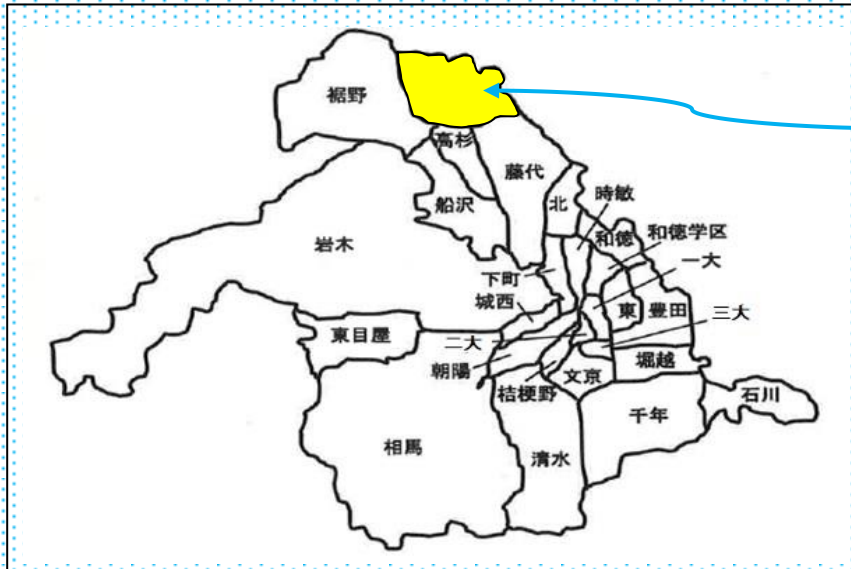 裾野
高杉
藤代
船沢
時敏
北
和徳
和徳学区
岩木
下町
一大
城西
東
豊田
三大
東目屋
二大
朝陽
堀越
桔梗野
文京
石川
千年
相馬
清水